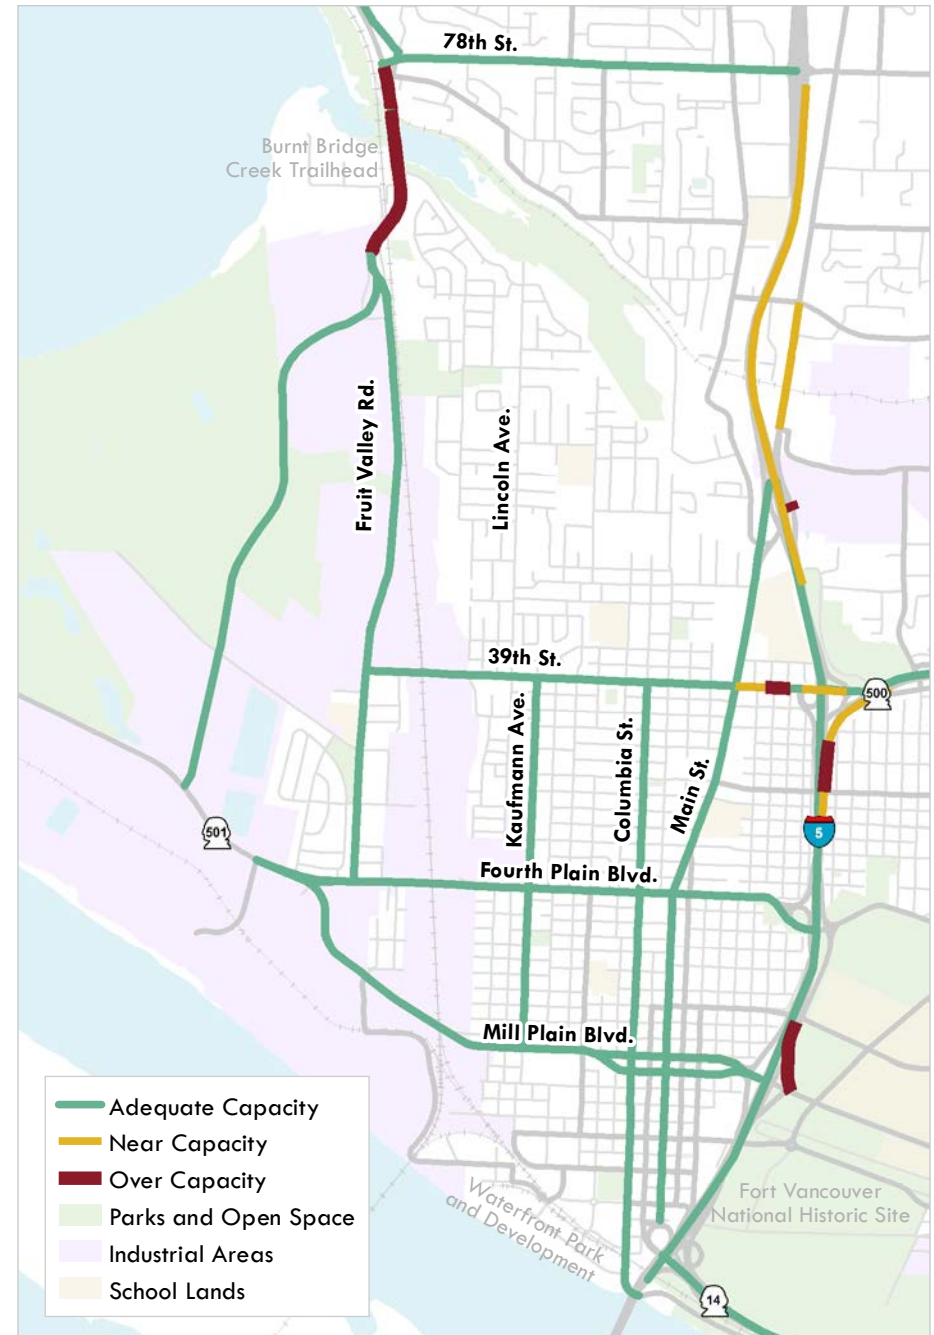 78th St.
Burnt Bridge
Creek Trailhead
Fruit Valley Rd.
Lincoln Ave.
39th St.
500
Kaufmann Ave.
Columbia St.
Main St.
501
5
Fourth Plain Blvd.
Mill Plain Blvd.
Adequate Capacity
Near Capacity
Over Capacity
Parks and Open Space
Industrial Areas
School Lands
Waterfront Park
and Development
Fort Vancouver
National Historic Site
14